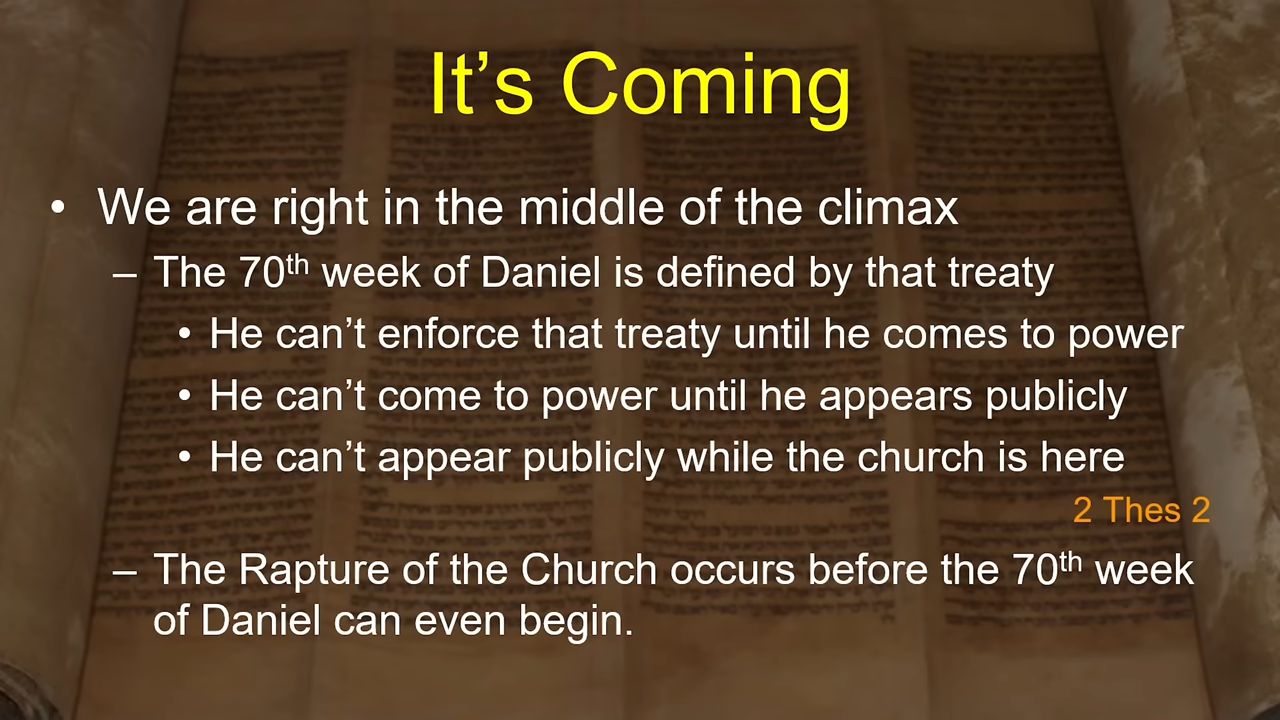 It’s Coming
• We are right in the middle of the climax
– The 70th week of Daniel is defined by that treaty
• He can’t enforce that treaty until he comes to power
• He can’t come to power until he appears publicly
• He can’t appear publicly while the church is here
2 Thes 2
– The Rapture of the Church occurs before the 70th week
of Daniel can even begin.